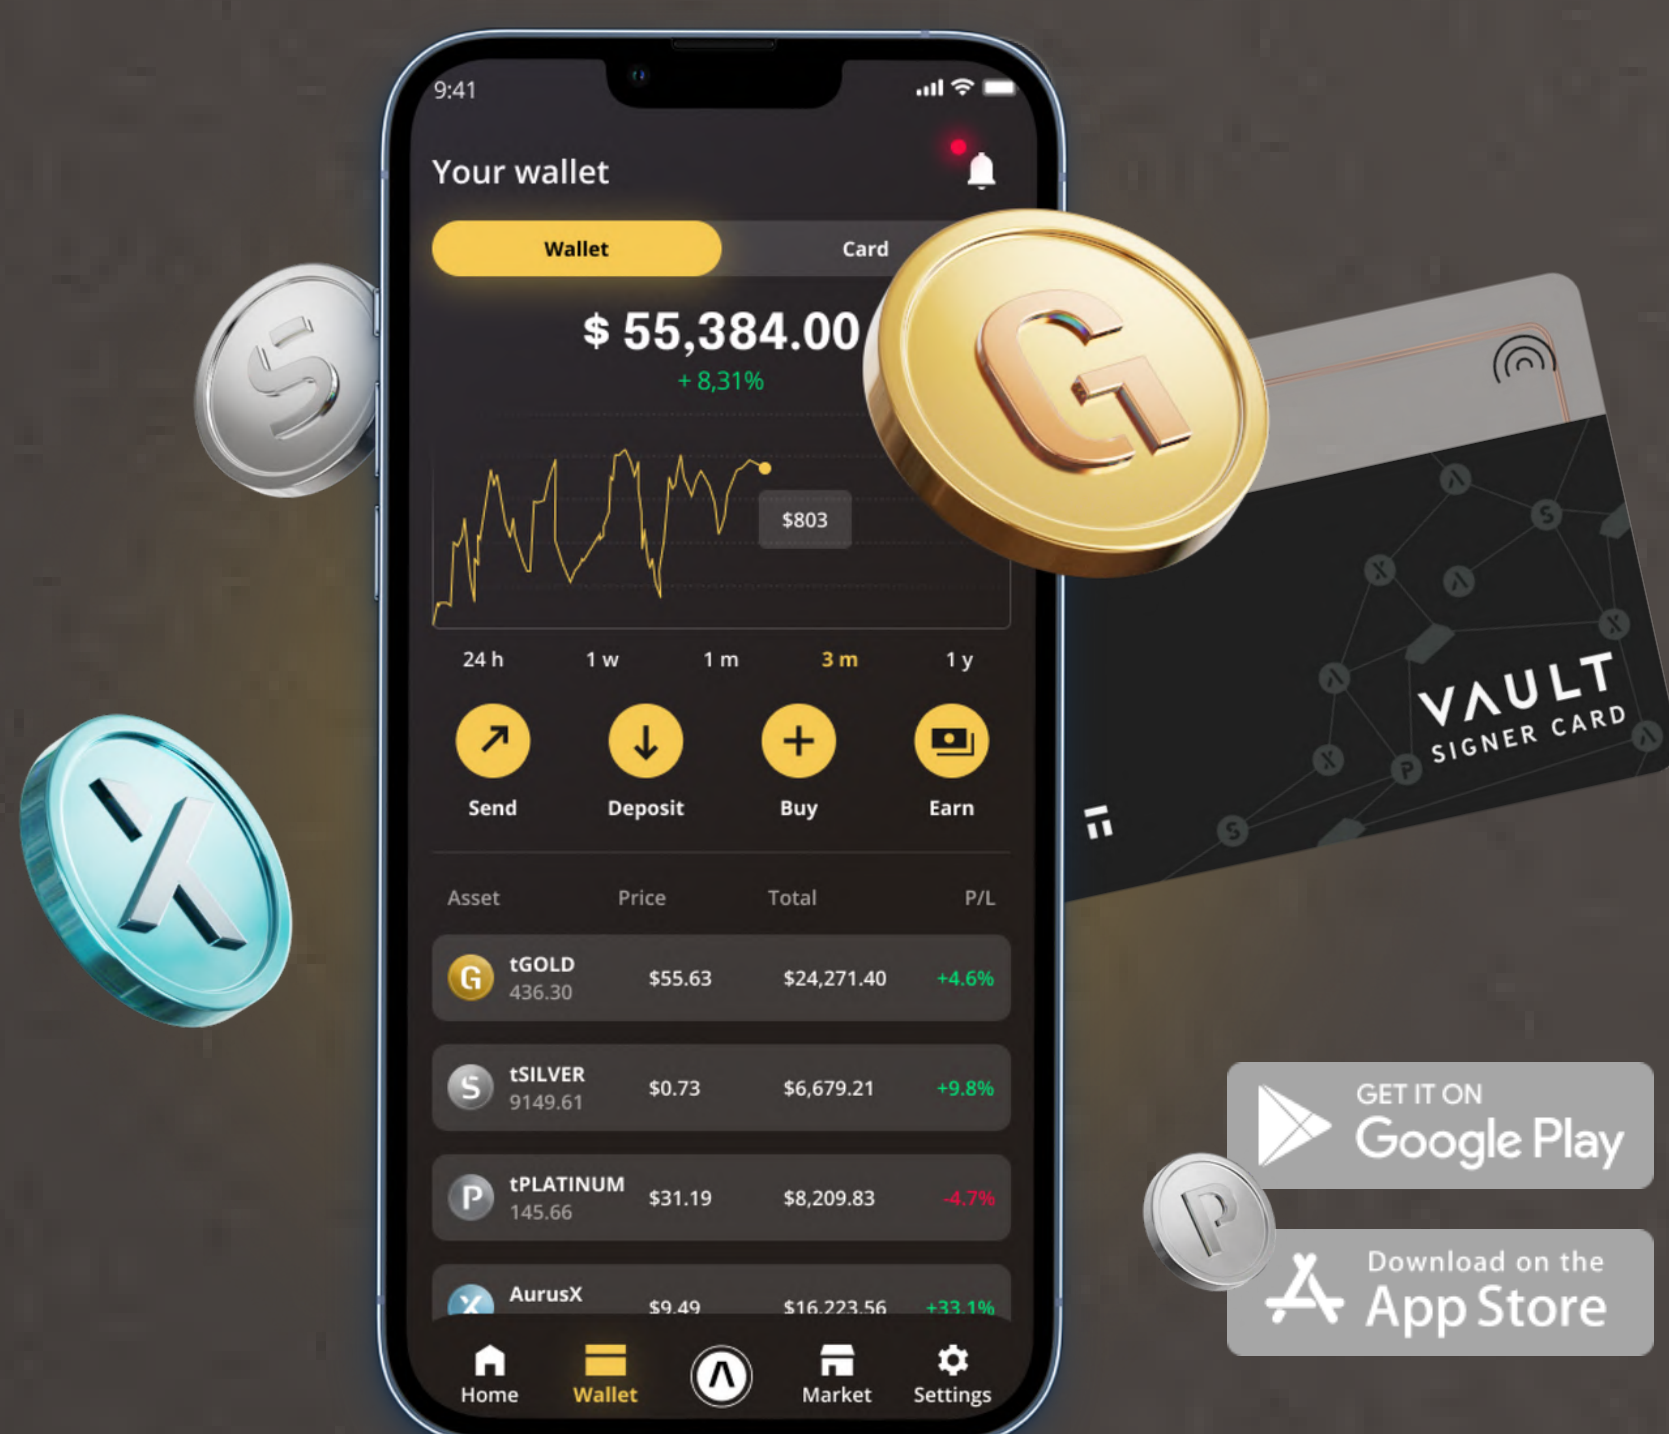 9:41
Your wallet
Wallet
Card
$ 55,384.00
+ 8,31%
$803
24 h 1 w 1 m 3 m 1 y
Send Deposit Buy Earn
Asset Price Total P/L
tGOLD
436.30
$55.63 $24,271.40 +4.6%
tSILVER
9149.61
$0.73 $6,679.21 +9.8%
tPLATINUM
145.66
$31.19 $8,209.83 -4.7%
AurusX
$9.49 $16,223.56 +33.1%
Home Wallet Market Settings
S
G
X
P
VAULT
SIGNER CARD
GET IT ON
Google Play
Download on the
App Store